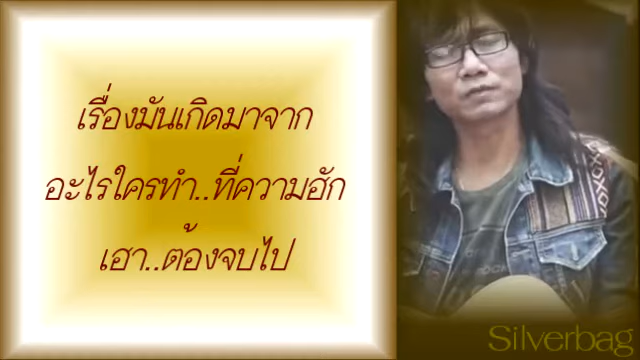 เรื่องมันเกิดมาจาก
อะไรใครทำ..ที่ความฮัก
เฮา..ต้องจบไป
Silverbag